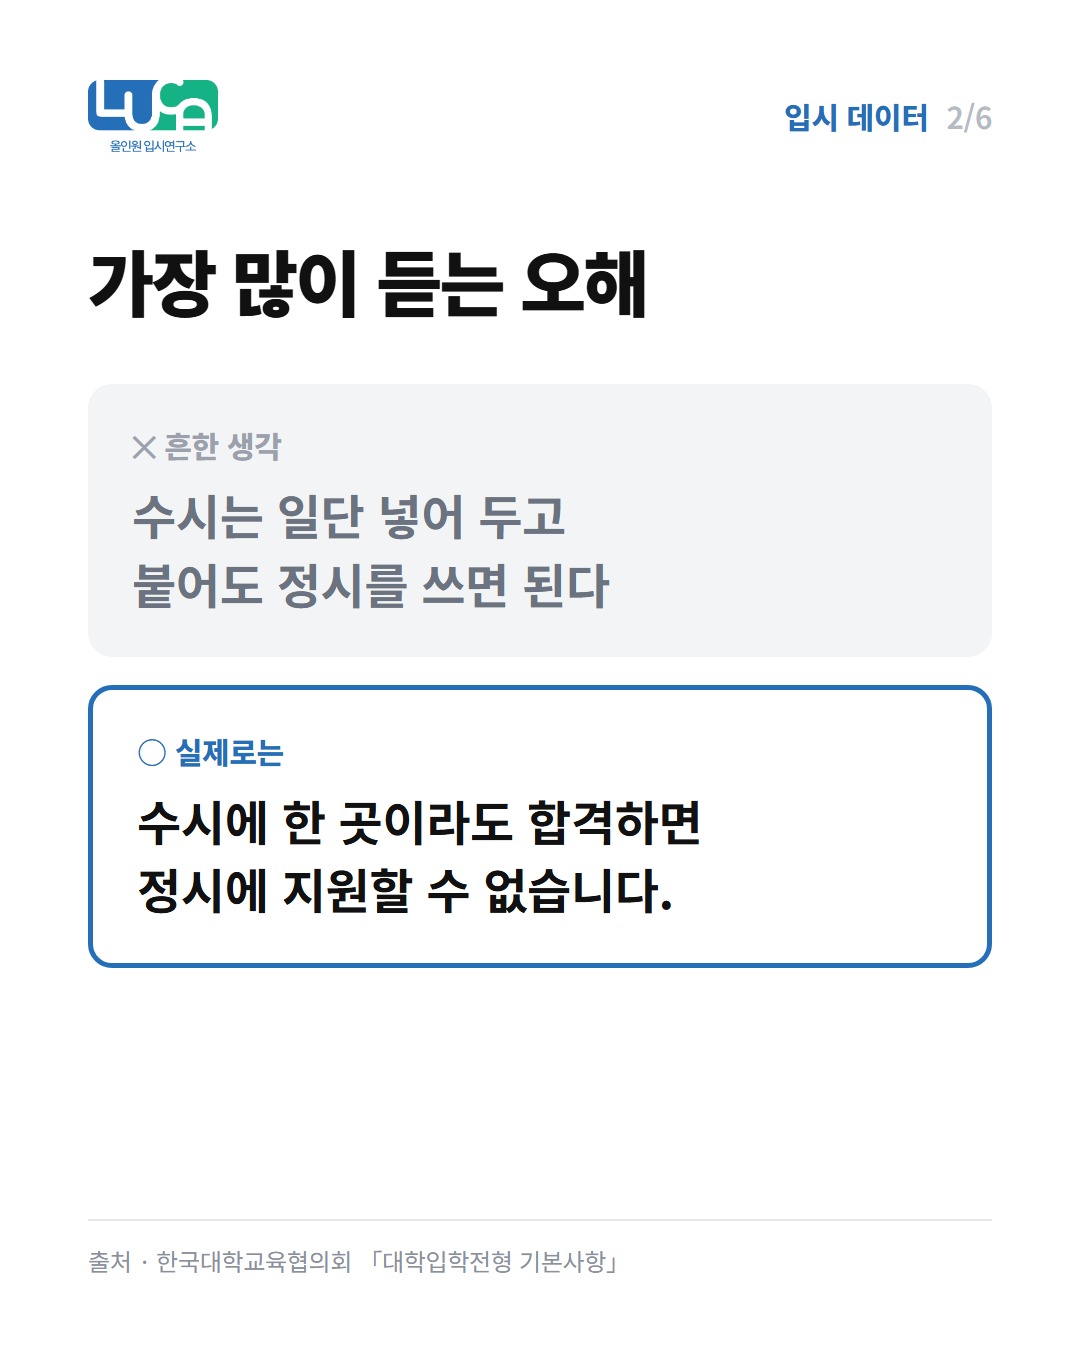 LUCA
올인원 입시연구소
입시 데이터 2/6
가장 많이 듣는 오해
× 흔한 생각
수시는 일단 넣어 두고
붙어도 정시를 쓰면 된다
○ 실제로는
수시에 한 곳이라도 합격하면
정시에 지원할 수 없습니다.
출처 · 한국대학교육협의회 「대학입학전형 기본사항」